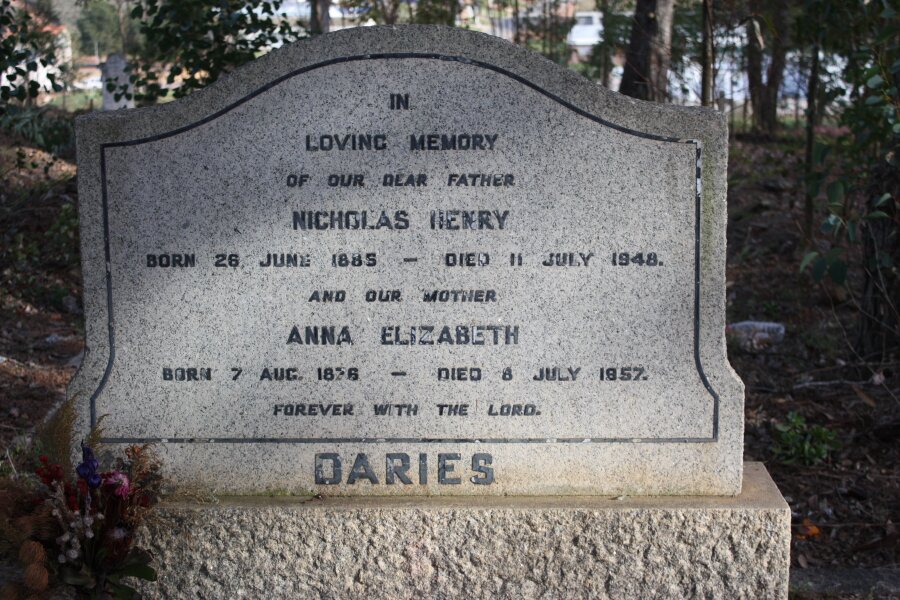 IN
LOVING MEMORY
OF OUR DEAR FATHER
NICHOLAS HENRY
BORN 26 JUNE 1885 – DIED 11 JULY 1948.
AND OUR MOTHER
ANNA ELIZABETH
BORN 7 AUG. 1876 – DIED 8 JULY 1957.
FOREVER WITH THE LORD.
DARIES